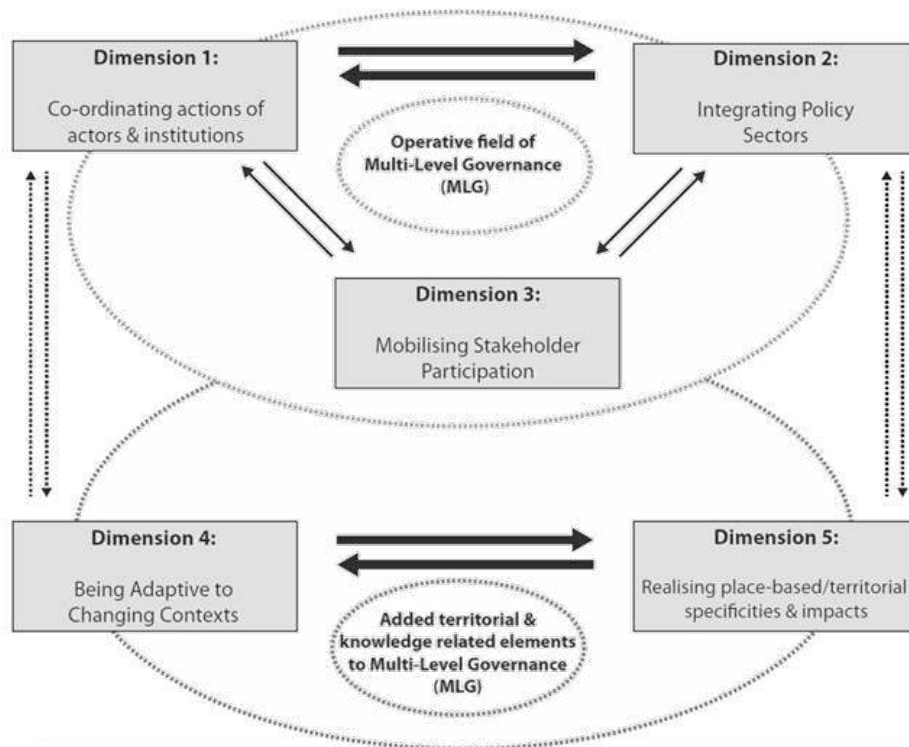 Dimension 1:
Co-ordinating actions of
actors & institutions
Dimension 2:
Integrating Policy
Sectors
Operative field of
Multi-Level Governance
(MLG)
Dimension 3:
Mobilising Stakeholder
Participation
Dimension 4:
Being Adaptive to
Changing Contexts
Dimension 5:
Realising place-based/territorial
specificities & impacts
Added territorial &
knowledge related elements
to Multi-Level Governance
(MLG)